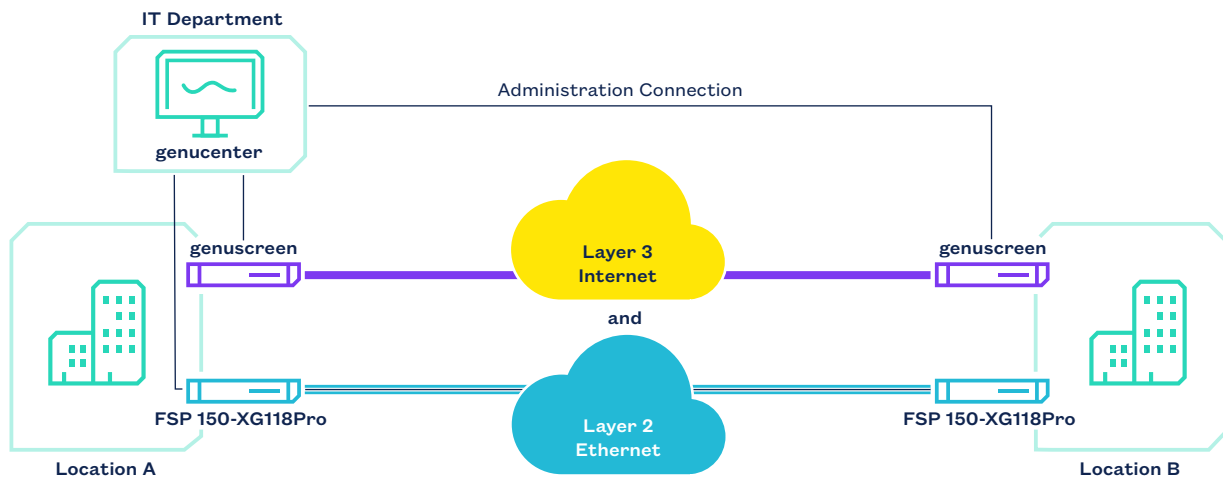 IT Department
genucenter
Administration Connection
genuscreen
genuscreen
Layer 3
Internet
and
FSP 150-XG118Pro
FSP 150-XG118Pro
Layer 2
Ethernet
Location A
Location B